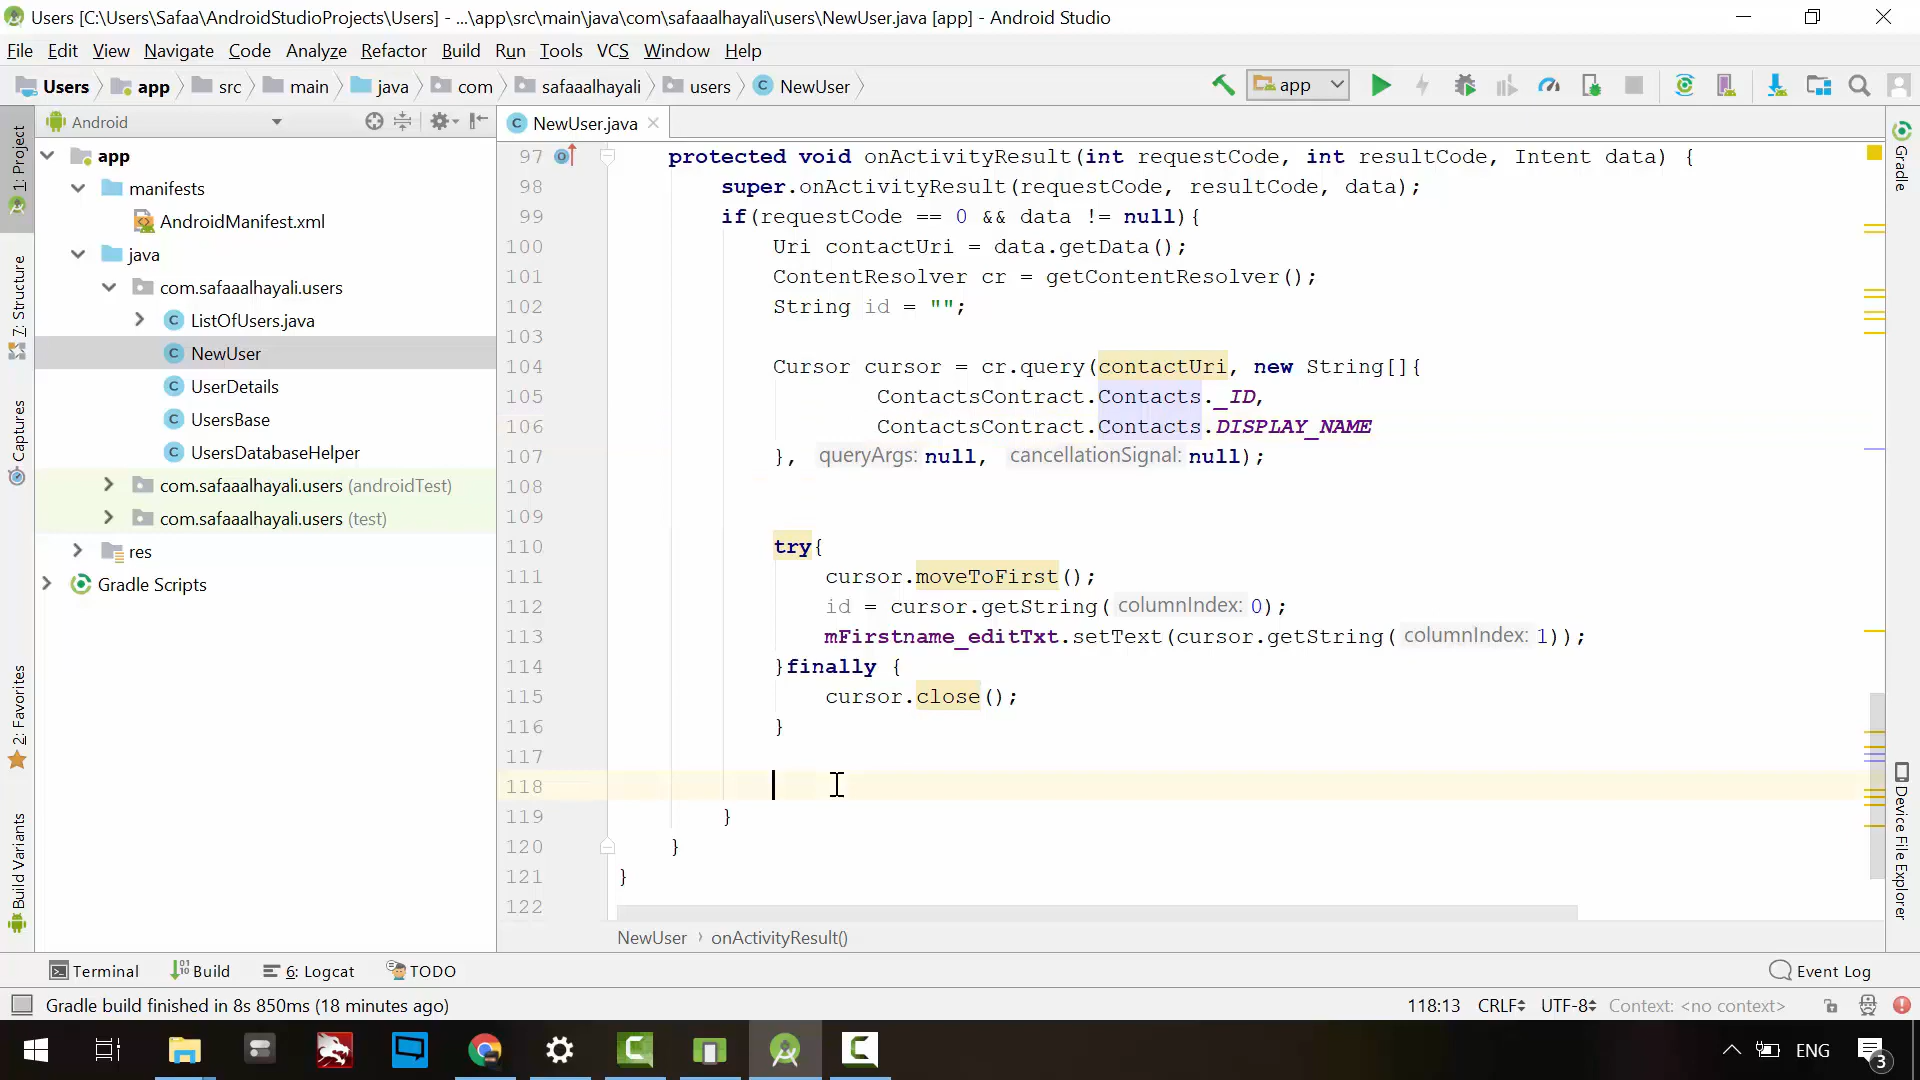 Users [C:\Users\Safaa\AndroidStudioProjects\Users] - ...\app\src\main\java\com\safaaalhayali\users\NewUser.java [app] - Android Studio
File Edit View Navigate Code Analyze Refactor Build Run Tools VCS Window Help
Users app src main java com safaaalhayali users NewUser app
Android
NewUser.java
1: Project
7: Structure
Captures
2: Favorites
Build Variants
app
manifests
AndroidManifest.xml
java
com.safaaalhayali.users
ListOfUsers.java
NewUser
UserDetails
UsersBase
UsersDatabaseHelper
com.safaaalhayali.users (androidTest)
com.safaaalhayali.users (test)
res
Gradle Scripts
97 protected void onActivityResult(int requestCode, int resultCode, Intent data) {
98 super.onActivityResult(requestCode, resultCode, data);
99 if(requestCode == 0 && data != null){
100 Uri contactUri = data.getData();
101 ContentResolver cr = getContentResolver();
102 String id = "";
103
104 Cursor cursor = cr.query(contactUri, new String[]{
105 ContactsContract.Contacts._ID,
106 ContactsContract.Contacts.DISPLAY_NAME
107 }, queryArgs: null, cancellationSignal: null);
108
109
110 try{
111 cursor.moveToFirst();
112 id = cursor.getString( columnIndex: 0);
113 mFirstname_editTxt.setText(cursor.getString( columnIndex: 1));
114 }finally {
115 cursor.close();
116 }
117
118
119 }
120 }
121 }
122
NewUser › onActivityResult()
Gradle
Device File Explorer
Terminal Build 6: Logcat TODO Event Log
Gradle build finished in 8s 850ms (18 minutes ago) 118:13 CRLF UTF-8 Context: <no context>
ENG 3